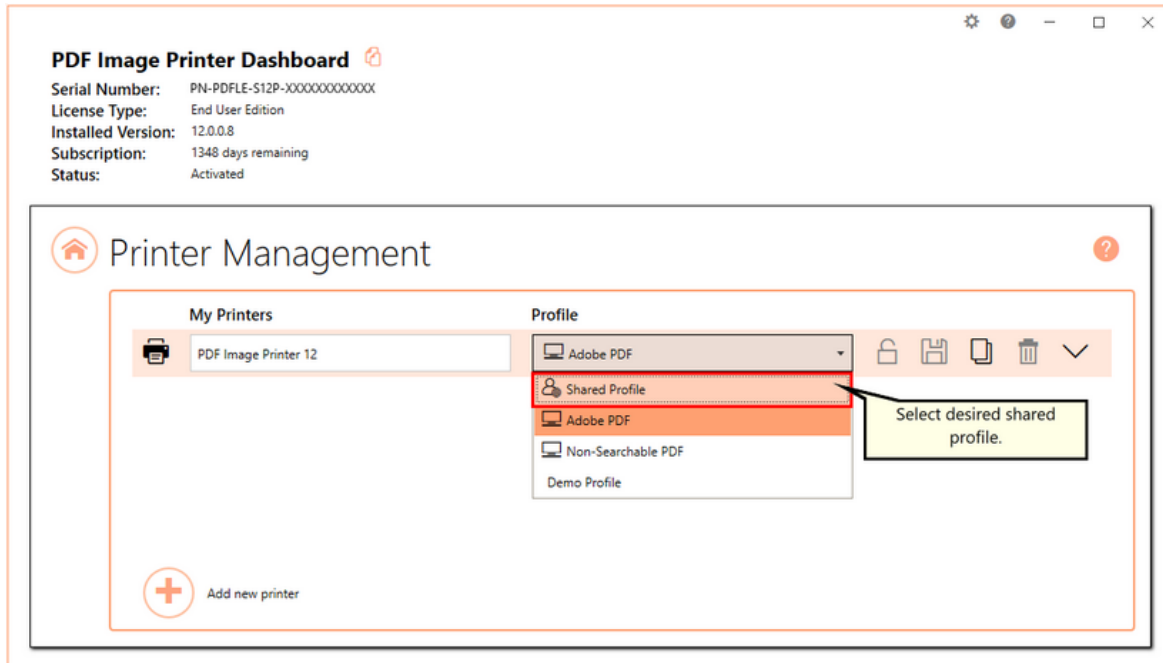 PDF Image Printer Dashboard
Serial Number: PN-PDFLE-S12P-XXXXXXXXXXXX
License Type: End User Edition
Installed Version: 12.0.0.8
Subscription: 1348 days remaining
Status: Activated
Printer Management
?
My Printers Profile
PDF Image Printer 12 Adobe PDF
Shared Profile
Adobe PDF
Non-Searchable PDF
Demo Profile
Select desired shared
profile.
Add new printer